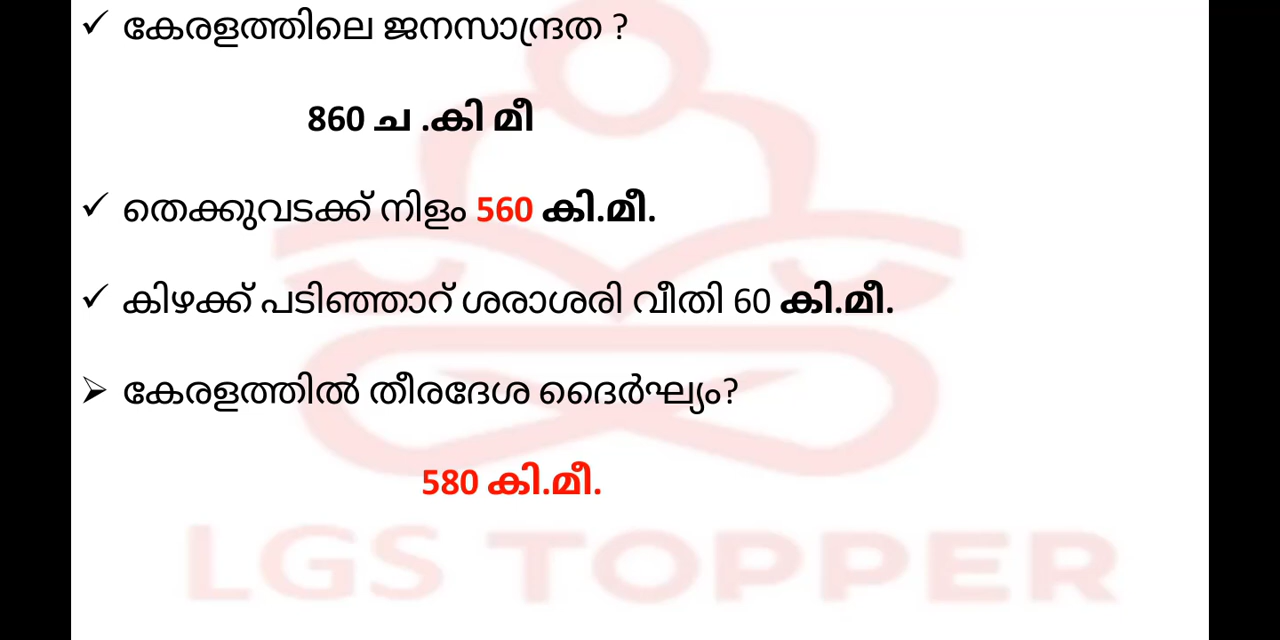 ✓ കേരളത്തിലെ ജനസാന്ദ്രത ?
860 ച .കി മീ
✓ തെക്കുവടക്ക് നിളം 560 കി.മീ.
✓ കിഴക്ക് പടിഞ്ഞാറ് ശരാശരി വീതി 60 കി.മീ.
➢ കേരളത്തിൽ തീരദേശ ദൈർഘ്യം?
580 കി.മീ.
LGS TOPPER